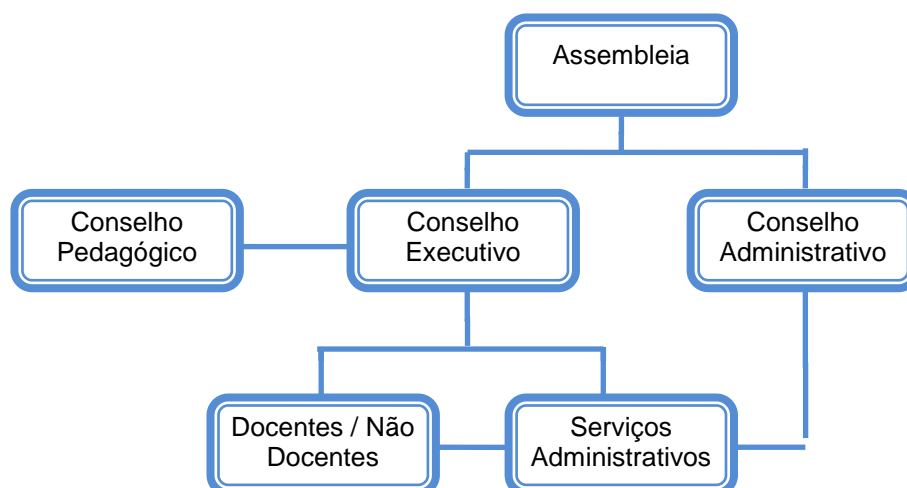 Assembleia
Conselho
Pedagógico
Conselho
Executivo
Conselho
Administrativo
Docentes / Não
Docentes
Serviços
Administrativos